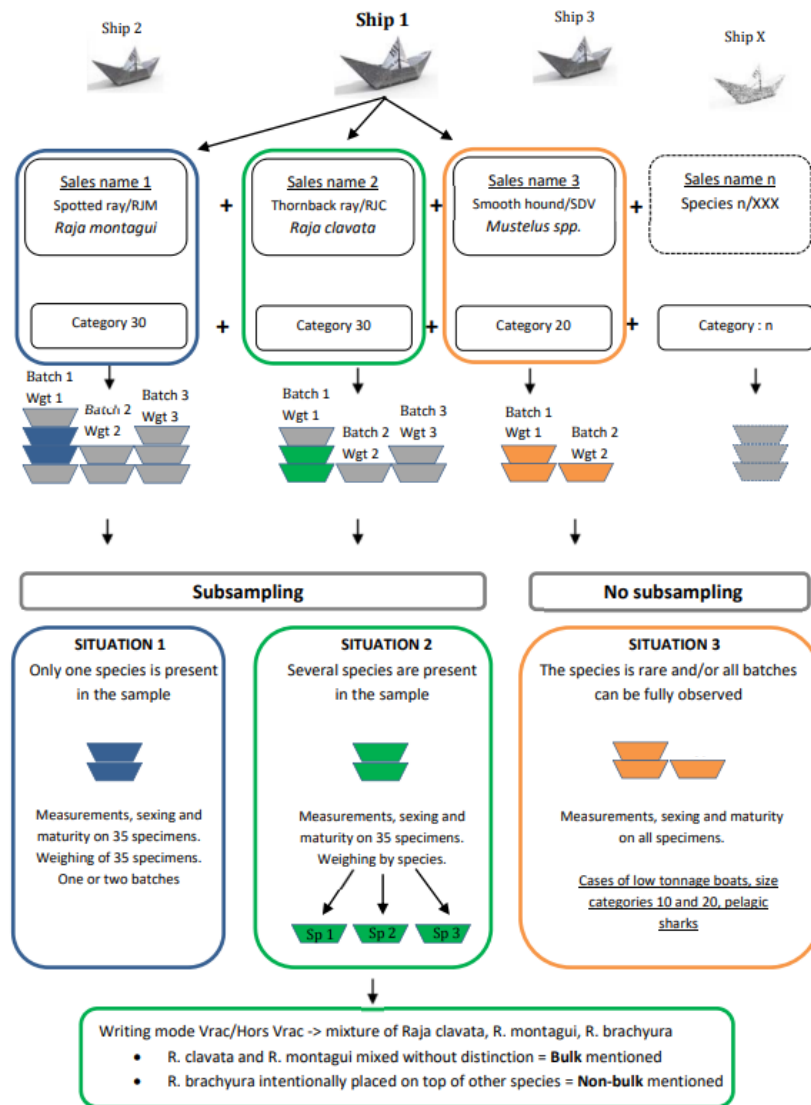 Ship 2
Ship 1
Ship 3
Ship X
Sales name 1
Spotted ray/RJM
Raja montagui
+
Sales name 2
Thornback ray/RJC
Raja clavata
+
Sales name 3
Smooth hound/SDV
Mustelus spp.
+
Sales name n
Species n/XXX
Category 30
+
Category 30
+
Category 20
+
Category : n
Batch 1
Wgt 1
Batch 2
Wgt 2
Batch 3
Wgt 3
Batch 1
Wgt 1
Batch 2
Wgt 2
Batch 3
Wgt 3
Batch 1
Wgt 1
Batch 2
Wgt 2
Subsampling
No subsampling
SITUATION 1
Only one species is present
in the sample
Measurements, sexing and
maturity on 35 specimens.
Weighing of 35 specimens.
One or two batches
SITUATION 2
Several species are present
in the sample
Measurements, sexing and
maturity on 35 specimens.
Weighing by species.
Sp 1
Sp 2
Sp 3
SITUATION 3
The species is rare and/or all batches
can be fully observed
Measurements, sexing and maturity
on all specimens.
Cases of low tonnage boats, size
categories 10 and 20, pelagic
sharks
Writing mode Vrac/Hors Vrac -> mixture of Raja clavata, R. montagui, R. brachyura
• R. clavata and R. montagui mixed without distinction = Bulk mentioned
• R. brachyura intentionally placed on top of other species = Non-bulk mentioned